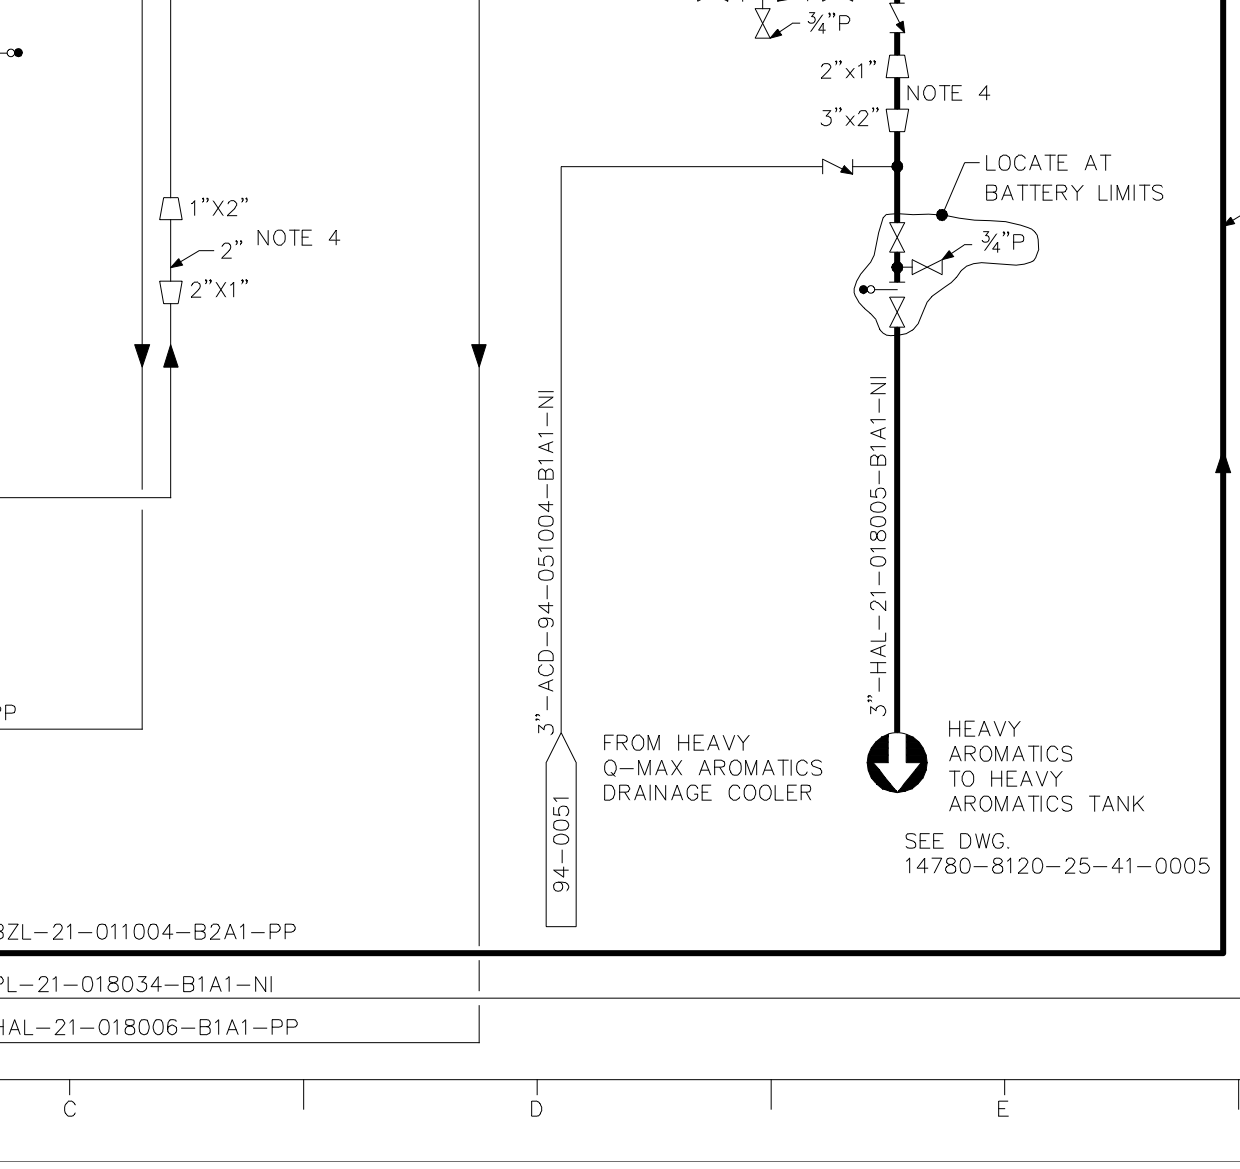 ¾”P
2”x1”
NOTE 4
3”x2”
LOCATE AT
BATTERY LIMITS
1”X2”
2”
NOTE 4
2”X1”
¾”P
3”-ACD-94-051004-B1A1-NI
3”-HAL-21-018005-B1A1-NI
PP
FROM HEAVY
Q-MAX AROMATICS
DRAINAGE COOLER
HEAVY
AROMATICS
TO HEAVY
AROMATICS TANK
94-0051
SEE DWG.
14780-8120-25-41-0005
BZL-21-011004-B2A1-PP
PL-21-018034-B1A1-NI
HAL-21-018006-B1A1-PP
C
D
E